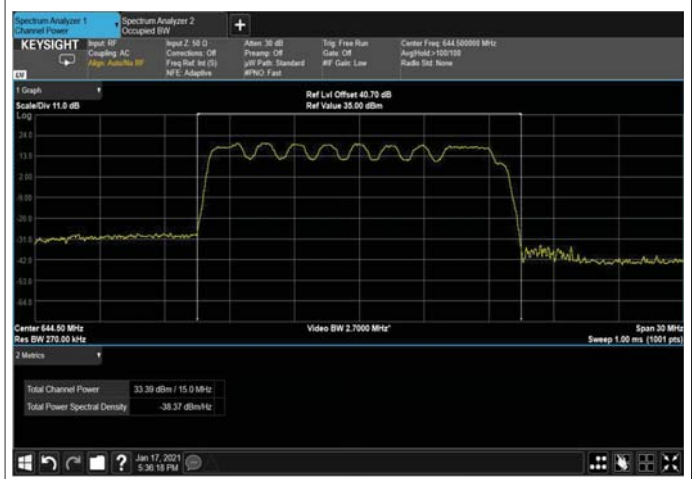 Spectrum Analyzer 1
Channel Power
Spectrum Analyzer 2
Occupied BW
+
KEYSIGHT
Input: RF
Coupling: AC
Align: Auto/No RF
Input Z: 50 Ω
Corrections: Off
Freq Ref: Int (S)
NFE: Adaptive
Atten: 30 dB
Preamp: Off
µW Path: Standard
#PNO: Fast
Trig: Free Run
Gate: Off
#IF Gain: Low
Center Freq: 644.500000 MHz
Avg|Hold:>100/100
Radio Std: None
1 Graph
Scale/Div 11.0 dB
Ref Lvl Offset 40.70 dB
Ref Value 35.00 dBm
Log
24.0
13.0
2.00
-9.00
-20.0
-31.0
-42.0
-53.0
-64.0
Center 644.50 MHz
Res BW 270.00 kHz
Video BW 2.7000 MHz*
Span 30 MHz
Sweep 1.00 ms (1001 pts)
2 Metrics
Total Channel Power 33.39 dBm / 15.0 MHz
Total Power Spectral Density -38.37 dBm/Hz
?
Jan 17, 2021
5:36:18 PM